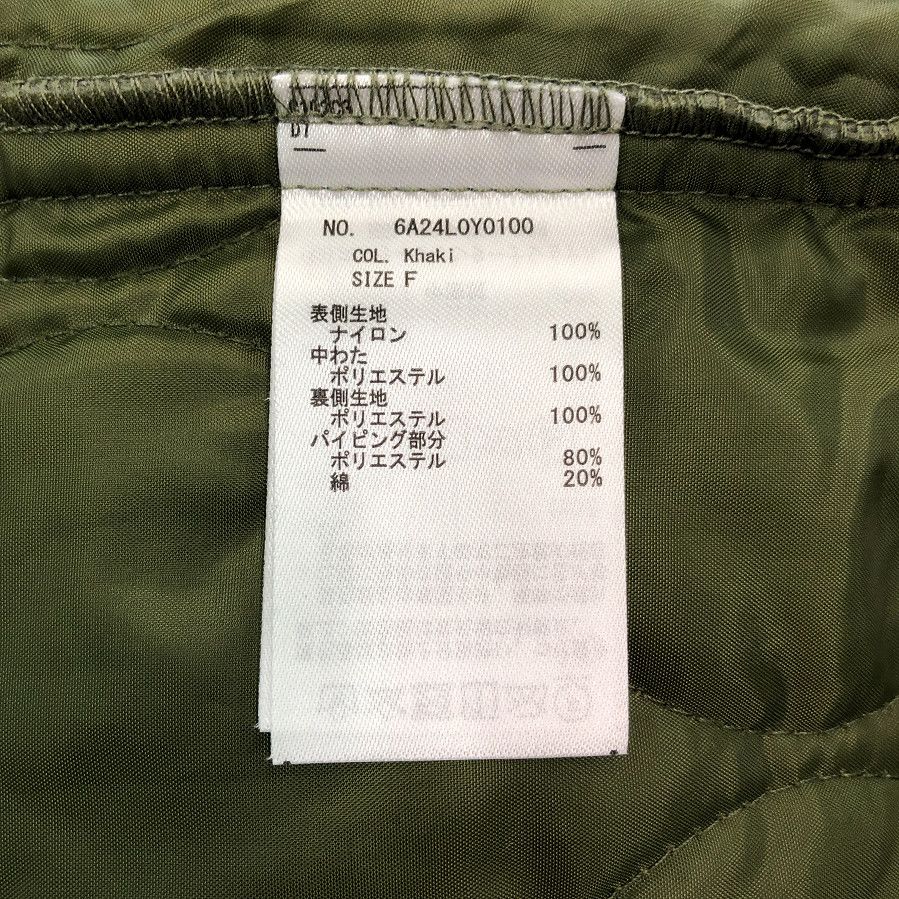 07
NO. 6A24L0Y0100
COL. Khaki
SIZE F
表側生地
ナイロン 100%
中わた
ポリエステル 100%
裏側生地
ポリエステル 100%
パイピング部分
ポリエステル 80%
綿 20%